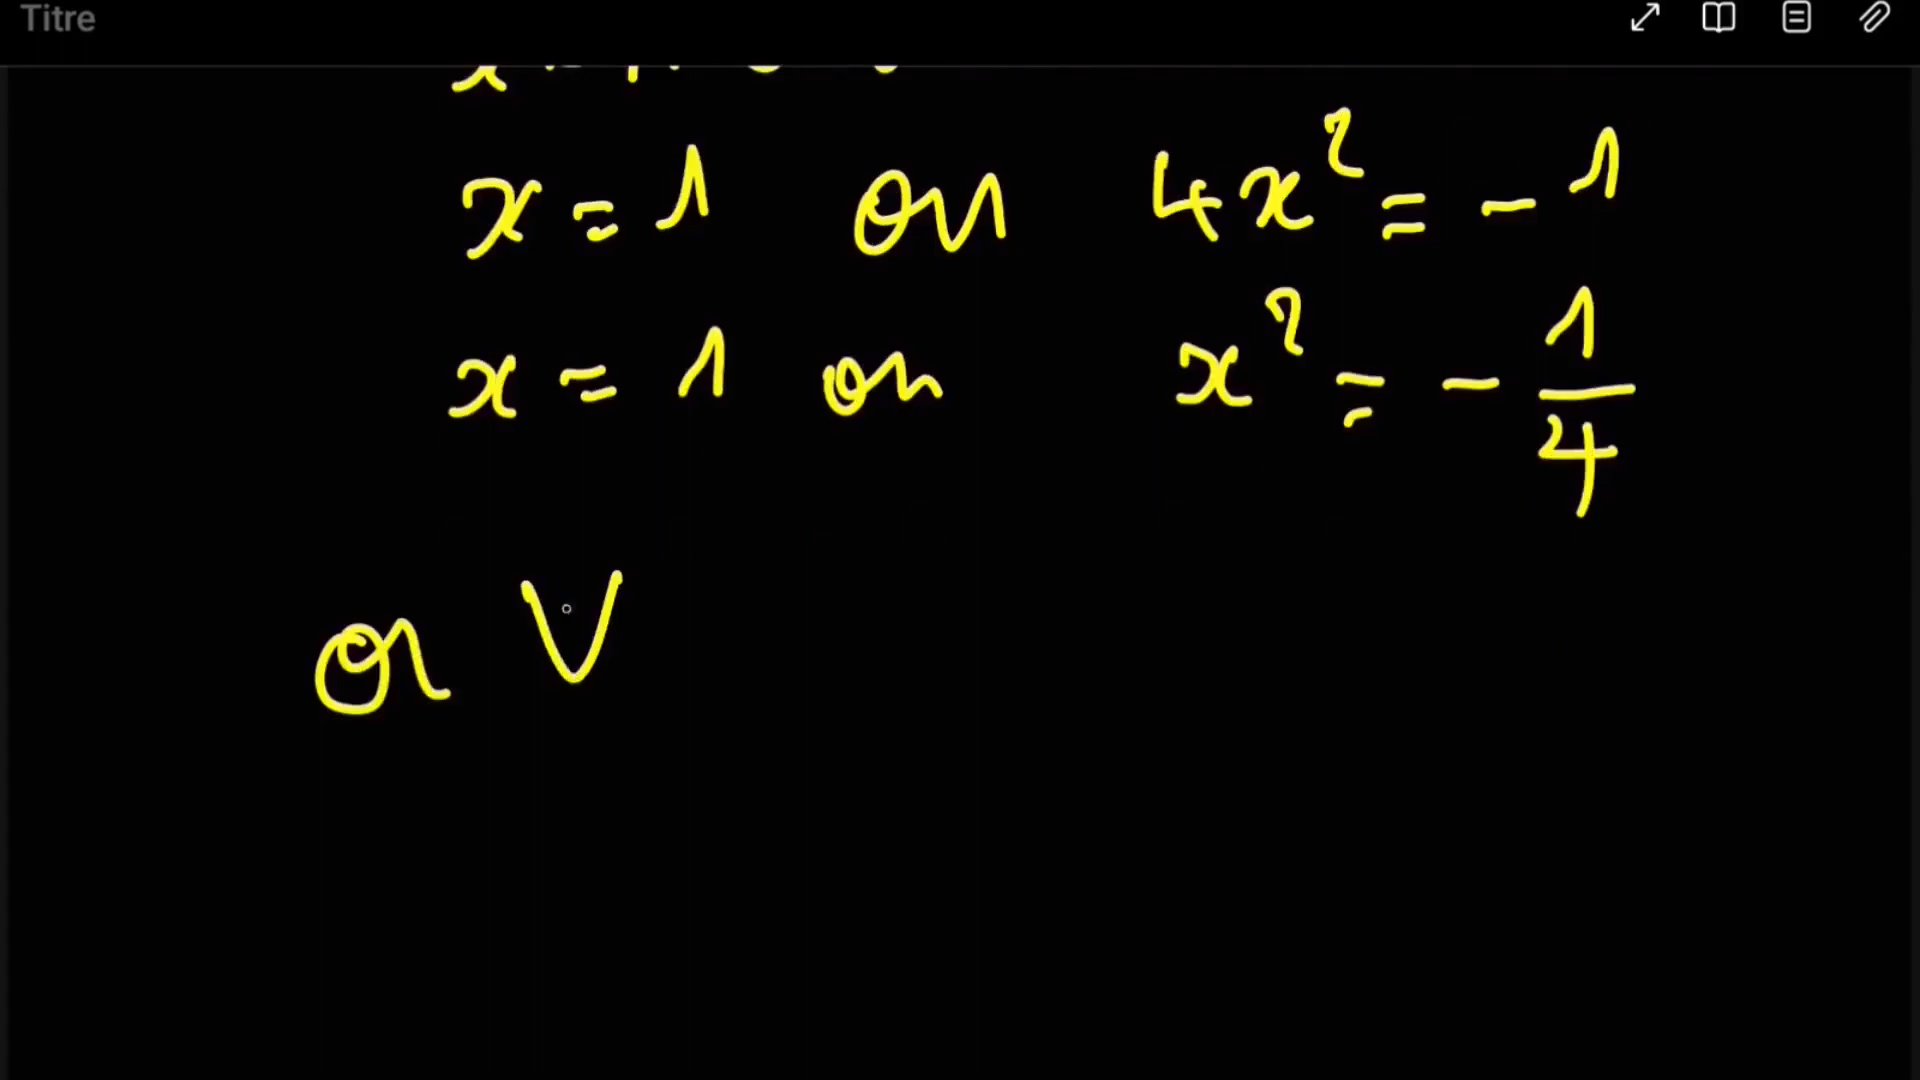 Titre
x = 1 ou 4x² = -1
x = 1 ou x² = -1/4
or V